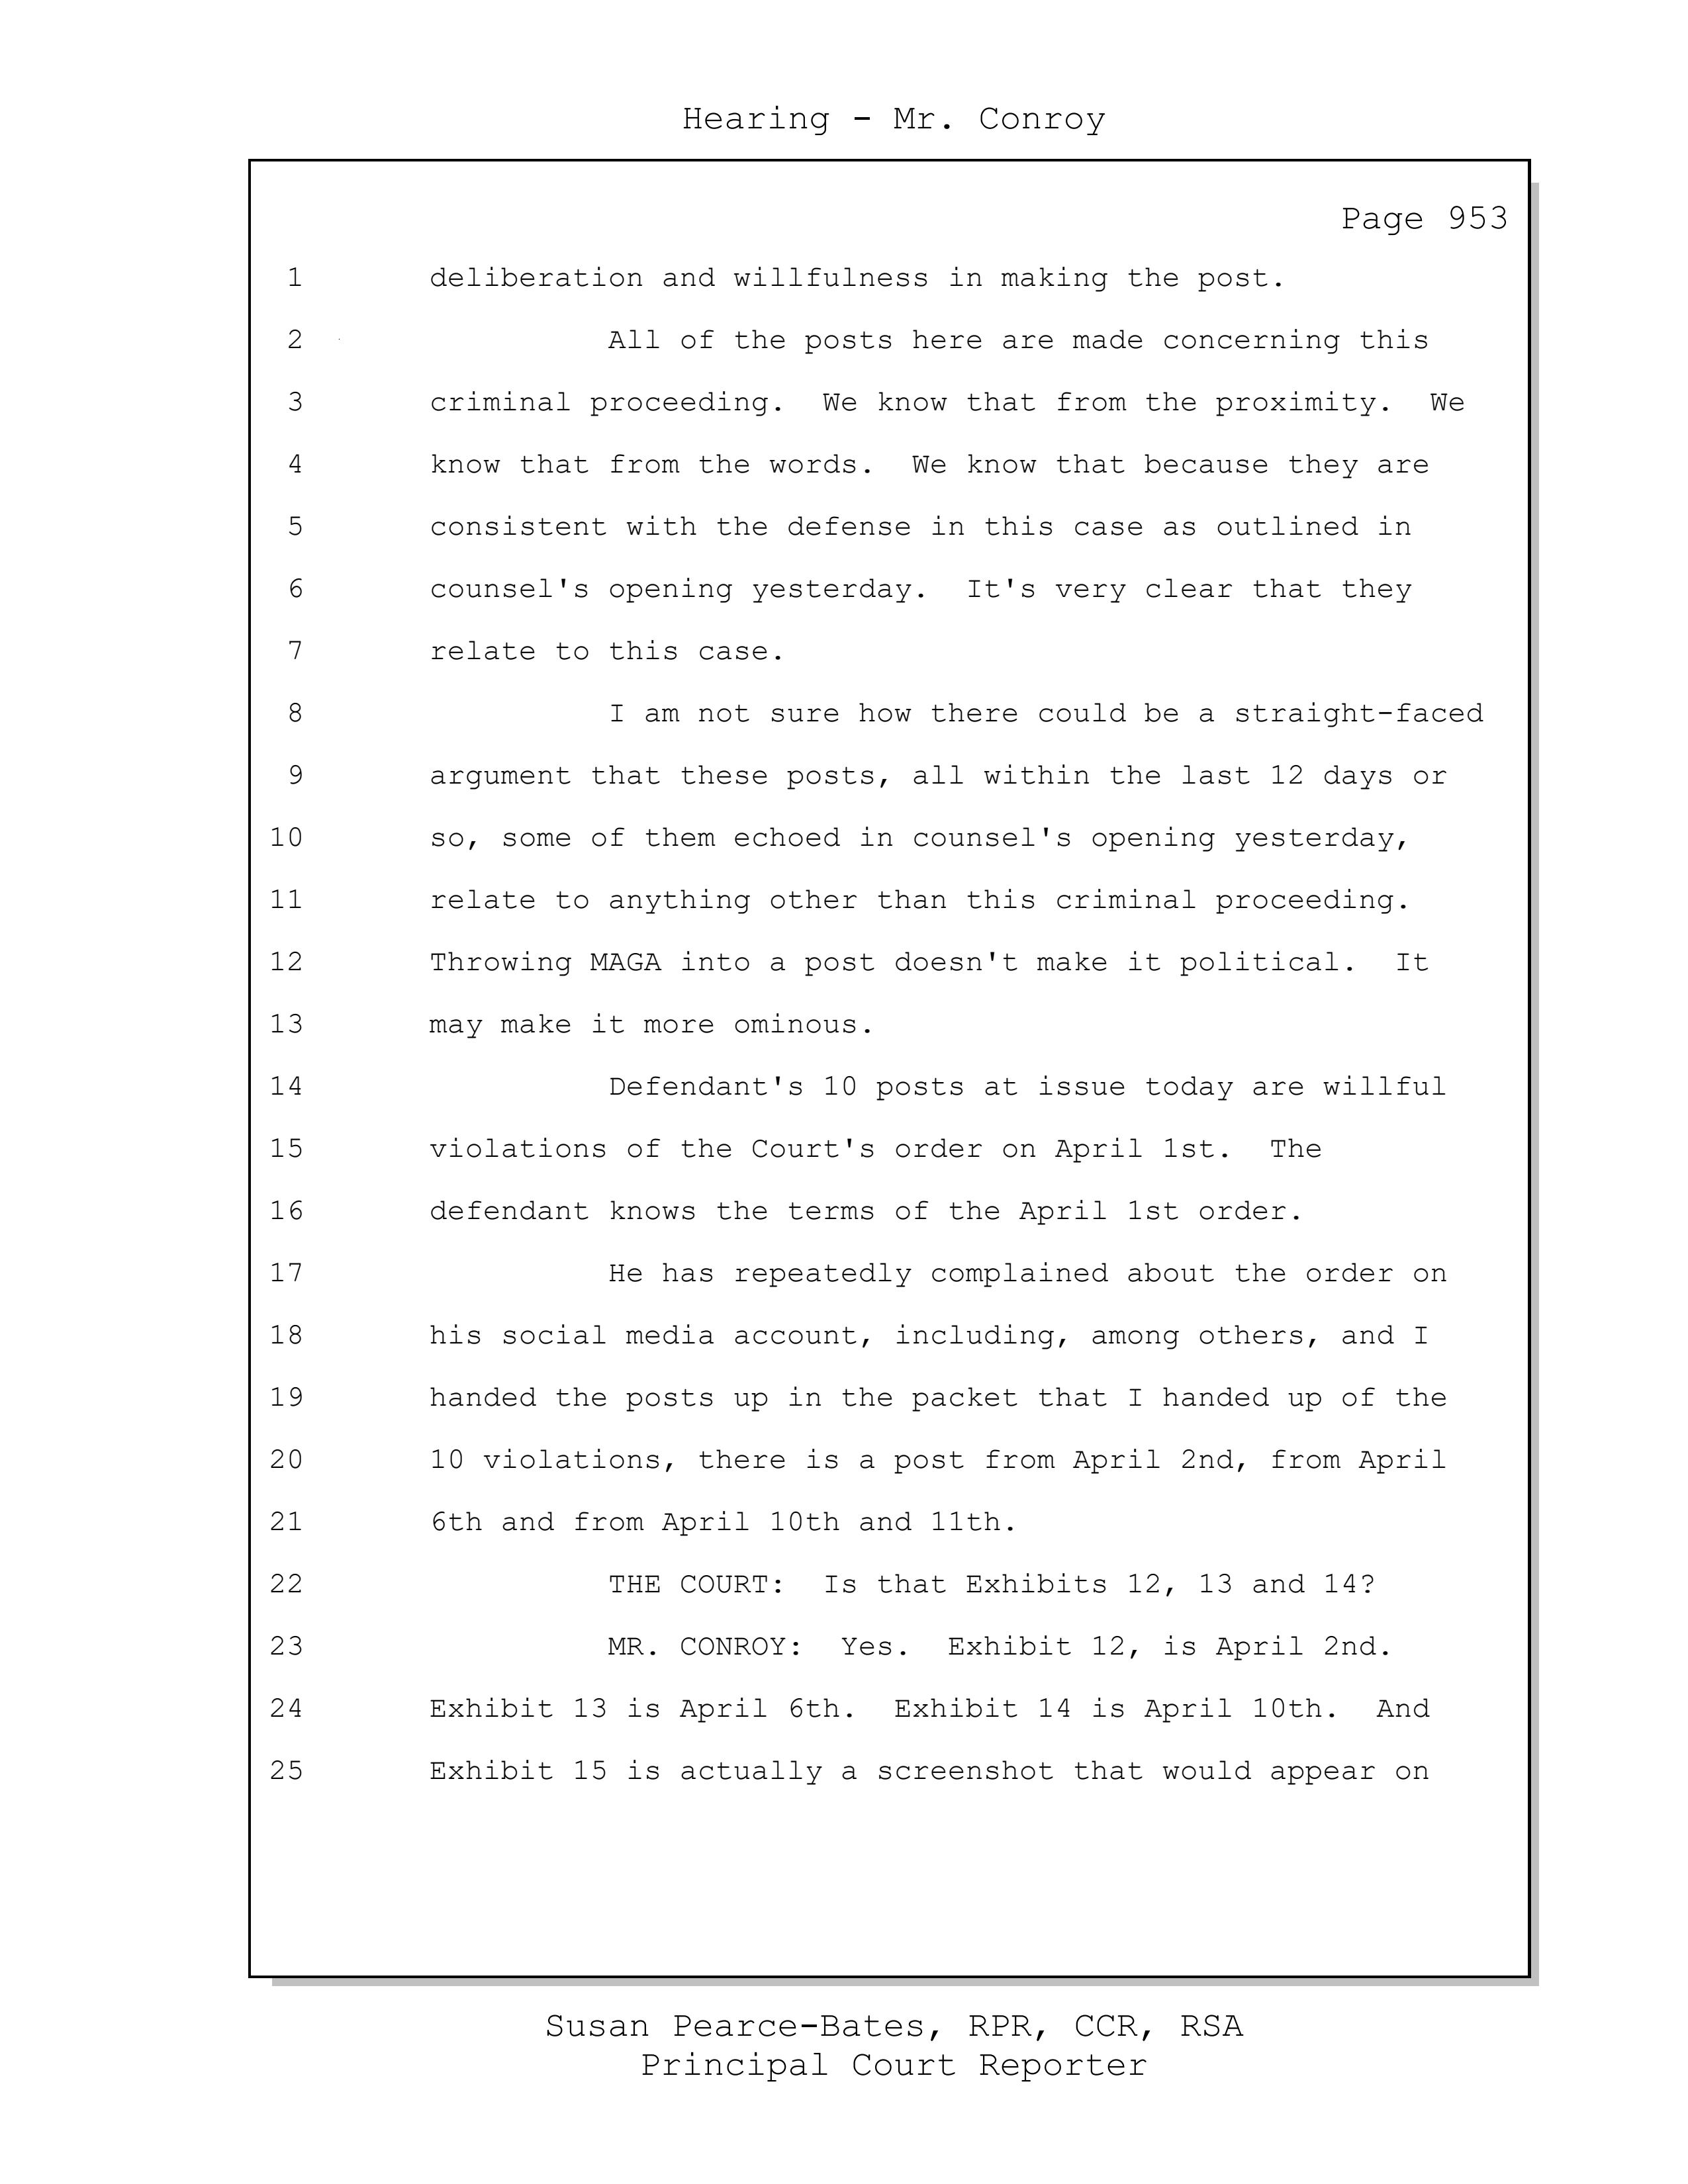 Hearing - Mr. Conroy
Page 953
1 deliberation and willfulness in making the post.
2 All of the posts here are made concerning this
3 criminal proceeding. We know that from the proximity. We
4 know that from the words. We know that because they are
5 consistent with the defense in this case as outlined in
6 counsel's opening yesterday. It's very clear that they
7 relate to this case.
8 I am not sure how there could be a straight-faced
9 argument that these posts, all within the last 12 days or
10 so, some of them echoed in counsel's opening yesterday,
11 relate to anything other than this criminal proceeding.
12 Throwing MAGA into a post doesn't make it political. It
13 may make it more ominous.
14 Defendant's 10 posts at issue today are willful
15 violations of the Court's order on April 1st. The
16 defendant knows the terms of the April 1st order.
17 He has repeatedly complained about the order on
18 his social media account, including, among others, and I
19 handed the posts up in the packet that I handed up of the
20 10 violations, there is a post from April 2nd, from April
21 6th and from April 10th and 11th.
22 THE COURT: Is that Exhibits 12, 13 and 14?
23 MR. CONROY: Yes. Exhibit 12, is April 2nd.
24 Exhibit 13 is April 6th. Exhibit 14 is April 10th. And
25 Exhibit 15 is actually a screenshot that would appear on
Susan Pearce-Bates, RPR, CCR, RSA
Principal Court Reporter